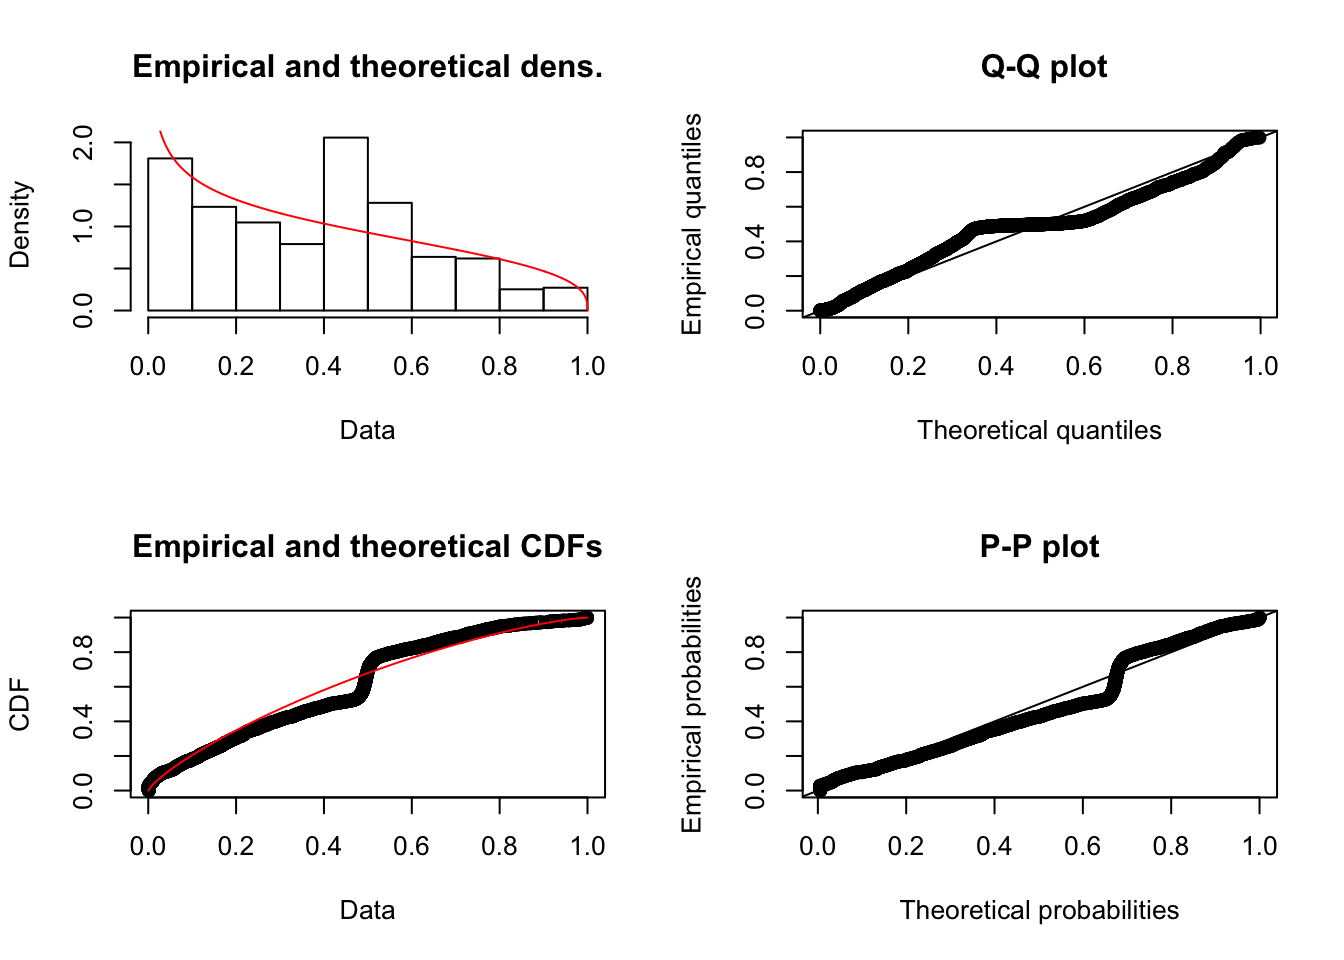 Empirical and theoretical dens.
Density
0.0 1.0 2.0
0.0 0.2 0.4 0.6 0.8 1.0
Data
Q-Q plot
Empirical quantiles
0.0 0.4 0.8
0.0 0.2 0.4 0.6 0.8 1.0
Theoretical quantiles
Empirical and theoretical CDFs
CDF
0.0 0.4 0.8
0.0 0.2 0.4 0.6 0.8 1.0
Data
P-P plot
Empirical probabilities
0.0 0.4 0.8
0.0 0.2 0.4 0.6 0.8 1.0
Theoretical probabilities